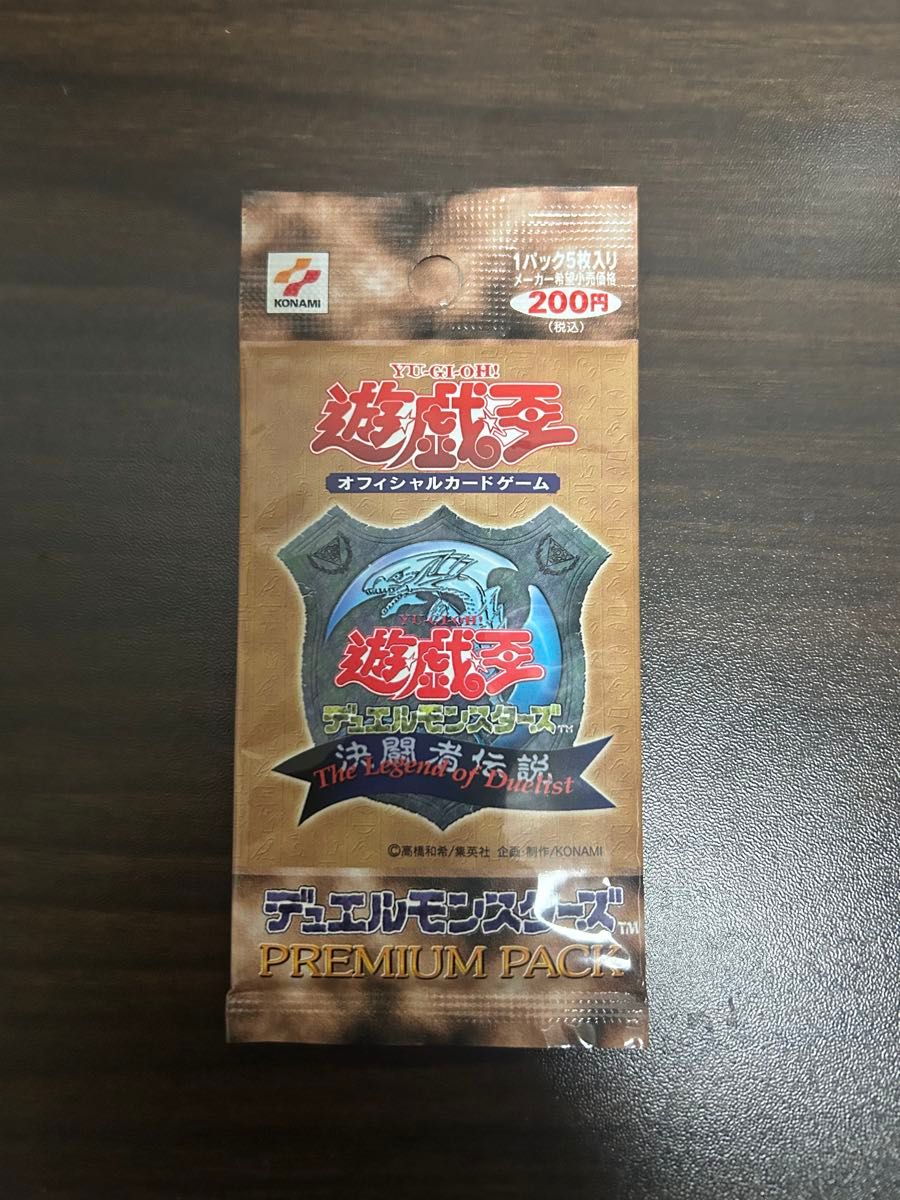 KONAMI
1パック5枚入り
メーカー希望小売価格
200円
(税込)
YU-GI-OH!
遊戯王
オフィシャルカードゲーム
YU-GI-OH!
遊戯王
デュエルモンスターズ™
決闘者伝説
The Legend of Duelist
©高橋和希/集英社 企画・制作/KONAMI
デュエルモンスターズ™
PREMIUM PACK